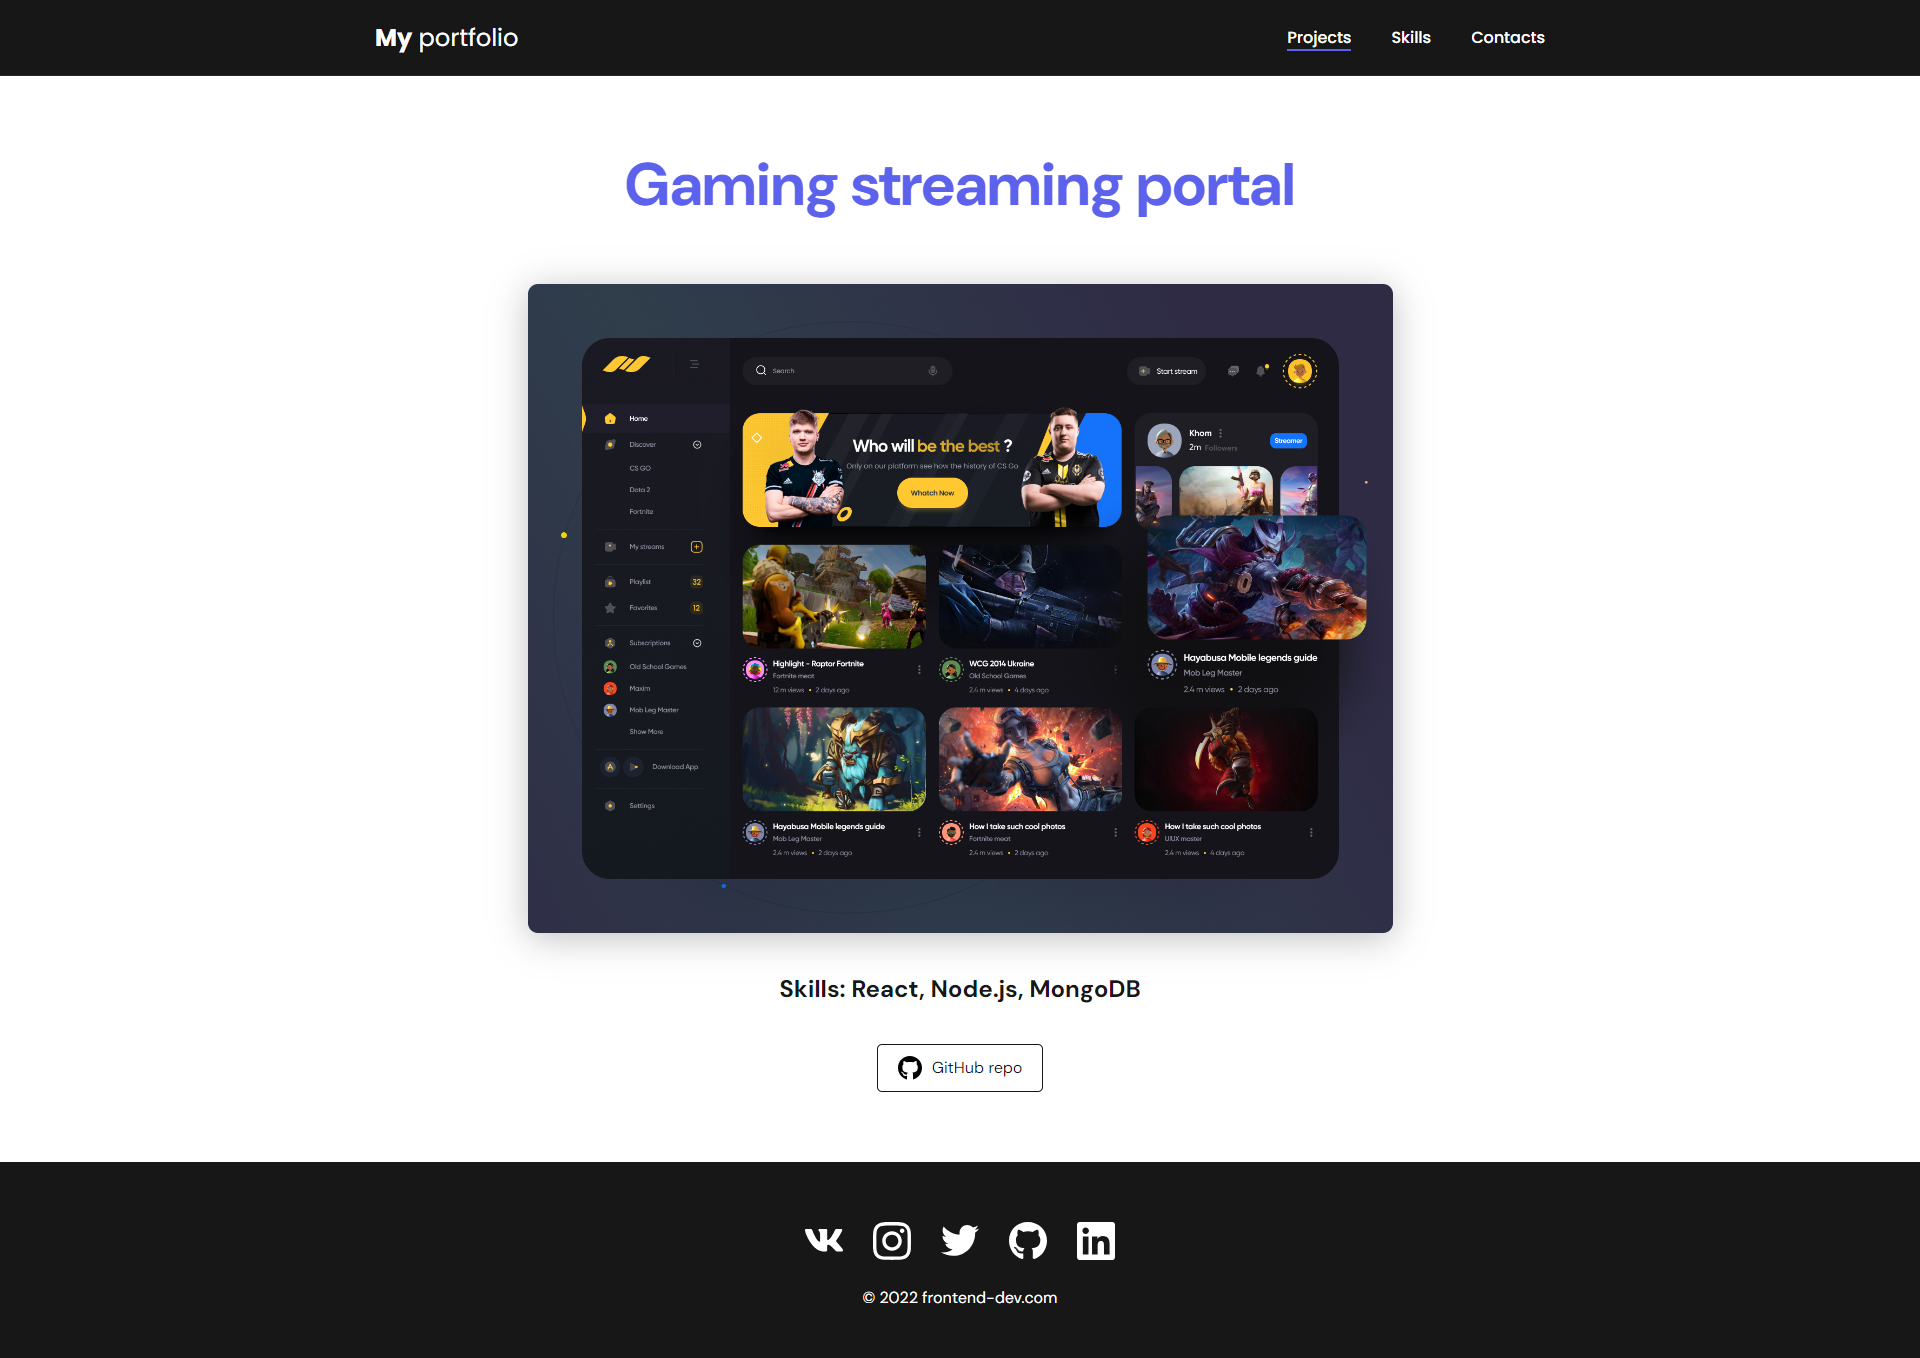 My portfolio
Projects
Skills
Contacts
Gaming streaming portal
Search
Start stream
Home
Discover
CS GO
Dota 2
Fortnite
My streams
Playlist
32
Favorites
12
Subscriptions
Old School Games
Maxim
Mob Leg Master
Show More
Download App
Settings
Who will be the best ?
Only on our platform see how the history of CS Go
Whatch Now
Khom
2m Followers
Streamer
Highlight - Raptor Fortnite
Fortnite meat
12 m views • 2 days ago
WCG 2014 Ukraine
Old School Games
2.4 m views • 4 days ago
Hayabusa Mobile legends guide
Mob Leg Master
2.4 m views • 2 days ago
Hayabusa Mobile legends guide
Mob Leg Master
2.4 m views • 2 days ago
How I take such cool photos
Fortnite meat
2.4 m views • 2 days ago
How I take such cool photos
UIUX master
2.4 m views • 4 days ago
Skills: React, Node.js, MongoDB
GitHub repo
© 2022 frontend-dev.com